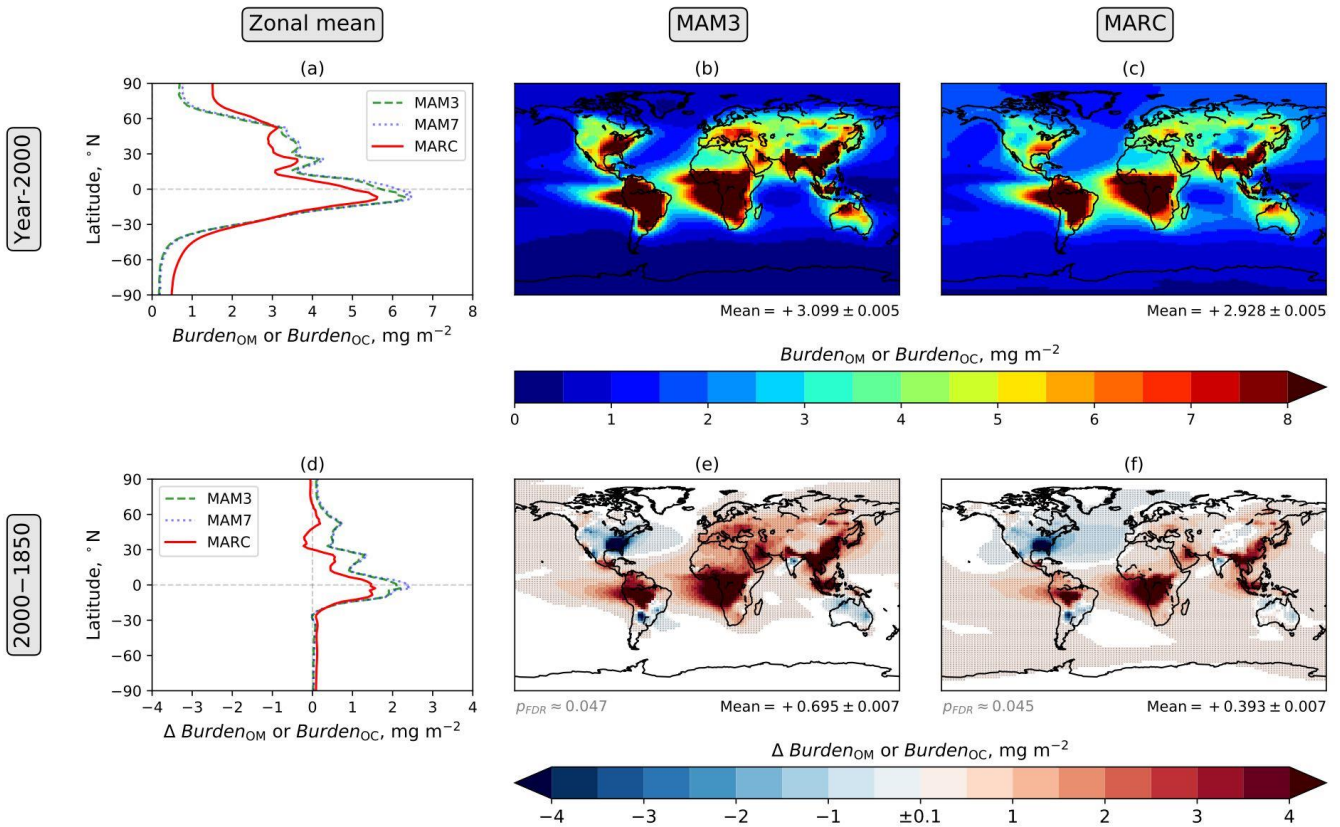 Zonal mean
MAM3
MARC
Year-2000
(a)
90
60
30
0
−30
−60
−90
Latitude, °N
MAM3
MAM7
MARC
0 1 2 3 4 5 6 7 8
Burden_OM or Burden_OC, mg m⁻²
(b)
Mean = +3.099 ± 0.005
(c)
Mean = +2.928 ± 0.005
Burden_OM or Burden_OC, mg m⁻²
0 1 2 3 4 5 6 7 8
2000−1850
(d)
90
60
30
0
−30
−60
−90
Latitude, °N
MAM3
MAM7
MARC
−4 −3 −2 −1 0 1 2 3 4
Δ Burden_OM or Burden_OC, mg m⁻²
(e)
p_FDR ≈ 0.047
Mean = +0.695 ± 0.007
(f)
p_FDR ≈ 0.045
Mean = +0.393 ± 0.007
Δ Burden_OM or Burden_OC, mg m⁻²
−4 −3 −2 −1 ±0.1 1 2 3 4